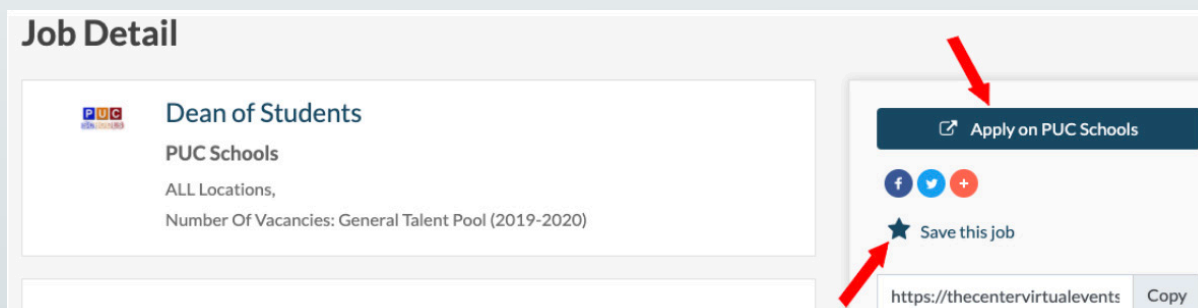 Job Detail
PUC
Dean of Students
PUC Schools
ALL Locations,
Number Of Vacancies: General Talent Pool (2019-2020)
Apply on PUC Schools
Save this job
https://thecentervirtualevents
Copy